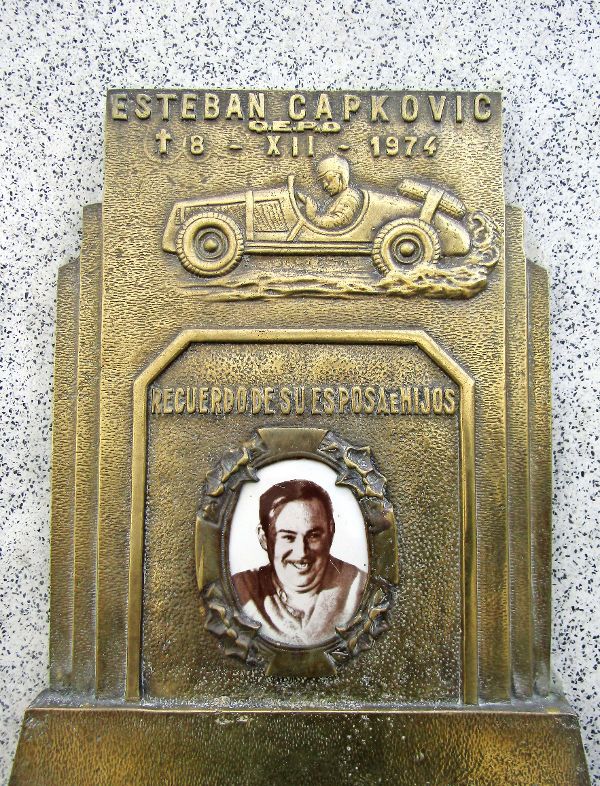 ESTEBAN CAPKOVIC
Q.E.P.D
✝ 8 - XII - 1974
RECUERDO DE SU ESPOSA E HIJOS